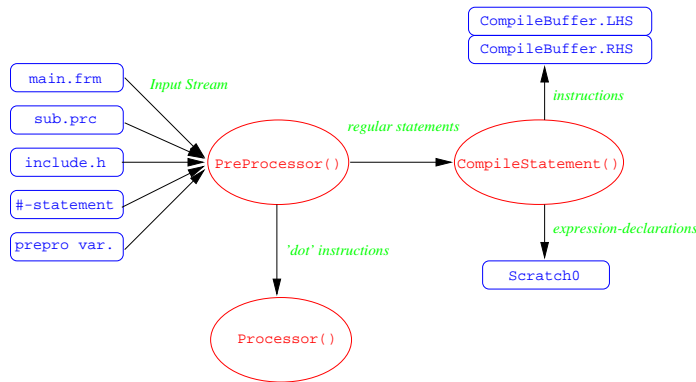 CompileBuffer.LHS
CompileBuffer.RHS
main.frm
Input Stream
instructions
sub.prc
regular statements
include.h
PreProcessor()
CompileStatement()
#-statement
expression-declarations
prepro var.
'dot' instructions
Scratch0
Processor()